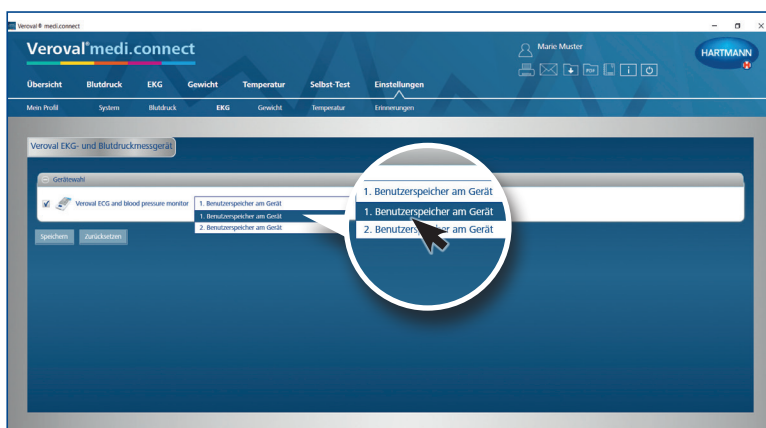 Veroval® medi.connect
Veroval® medi.connect
Marie Muster
HARTMANN
PDF
i
Übersicht Blutdruck EKG Gewicht Temperatur Selbst-Test Einstellungen
Mein Profil System Blutdruck EKG Gewicht Temperatur Erinnerungen
Veroval EKG- und Blutdruckmessgerät
Gerätewahl
Veroval ECG and blood pressure monitor 1. Benutzerspeicher am Gerät
1. Benutzerspeicher am Gerät
2. Benutzerspeicher am Gerät
1. Benutzerspeicher am Gerät
1. Benutzerspeicher am Gerät
2. Benutzerspeicher am Gerät
Speichern Zurücksetzen